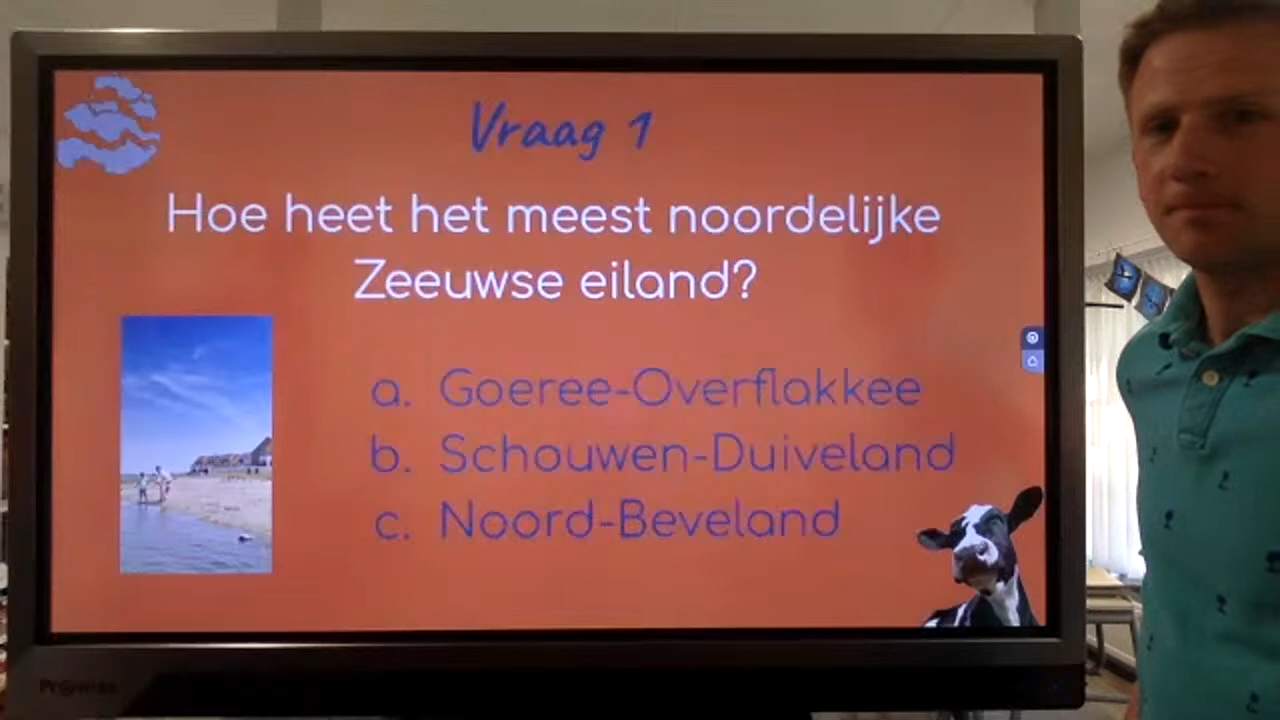 Vraag 1
Hoe heet het meest noordelijke
Zeeuwse eiland?
a. Goeree-Overflakkee
b. Schouwen-Duiveland
c. Noord-Beveland